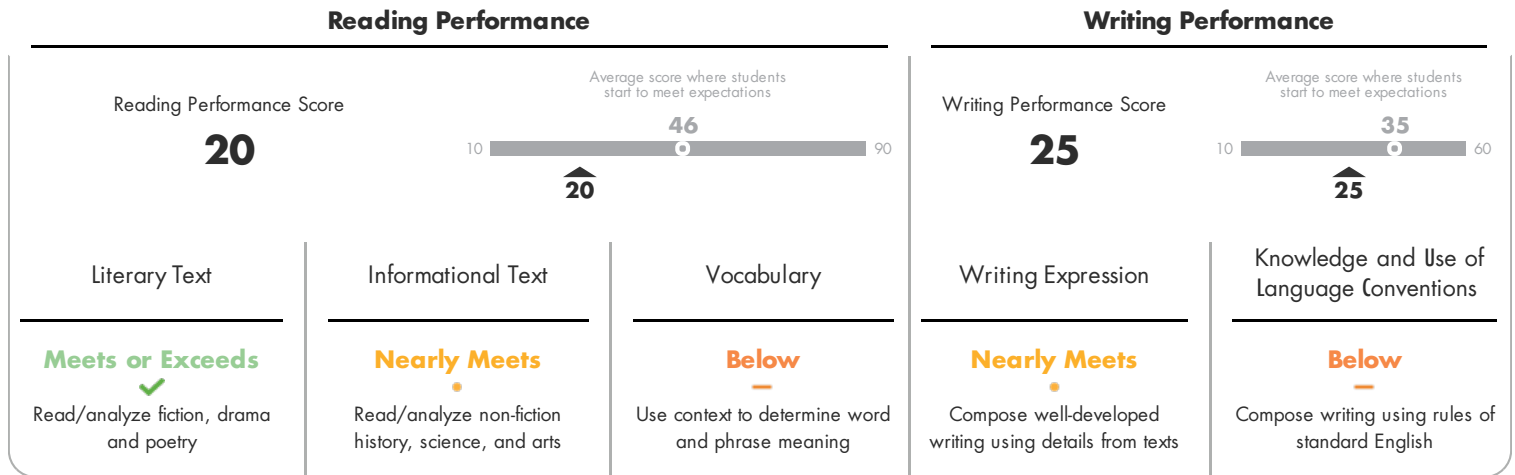 Reading Performance
Writing Performance
Reading Performance Score
20
Average score where students
start to meet expectations
46
10
90
20
Writing Performance Score
25
Average score where students
start to meet expectations
35
10
60
25
Literary Text
Informational Text
Vocabulary
Writing Expression
Knowledge and Use of
Language Conventions
Meets or Exceeds
Read/analyze fiction, drama
and poetry
Nearly Meets
Read/analyze non-fiction
history, science, and arts
Below
Use context to determine word
and phrase meaning
Nearly Meets
Compose well-developed
writing using details from texts
Below
Compose writing using rules of
standard English